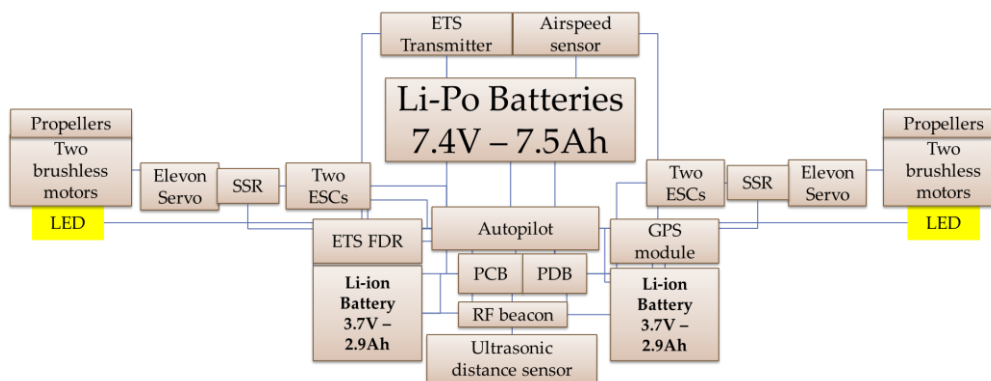 ETS
Transmitter
Airspeed
sensor
Li-Po Batteries
7.4V – 7.5Ah
Propellers
Two
brushless
motors
LED
Elevon
Servo
SSR
Two
ESCs
Two
ESCs
SSR
Elevon
Servo
Propellers
Two
brushless
motors
LED
ETS FDR
Autopilot
GPS
module
Li-ion
Battery
3.7V –
2.9Ah
PCB
PDB
RF beacon
Ultrasonic
distance sensor
Li-ion
Battery
3.7V –
2.9Ah